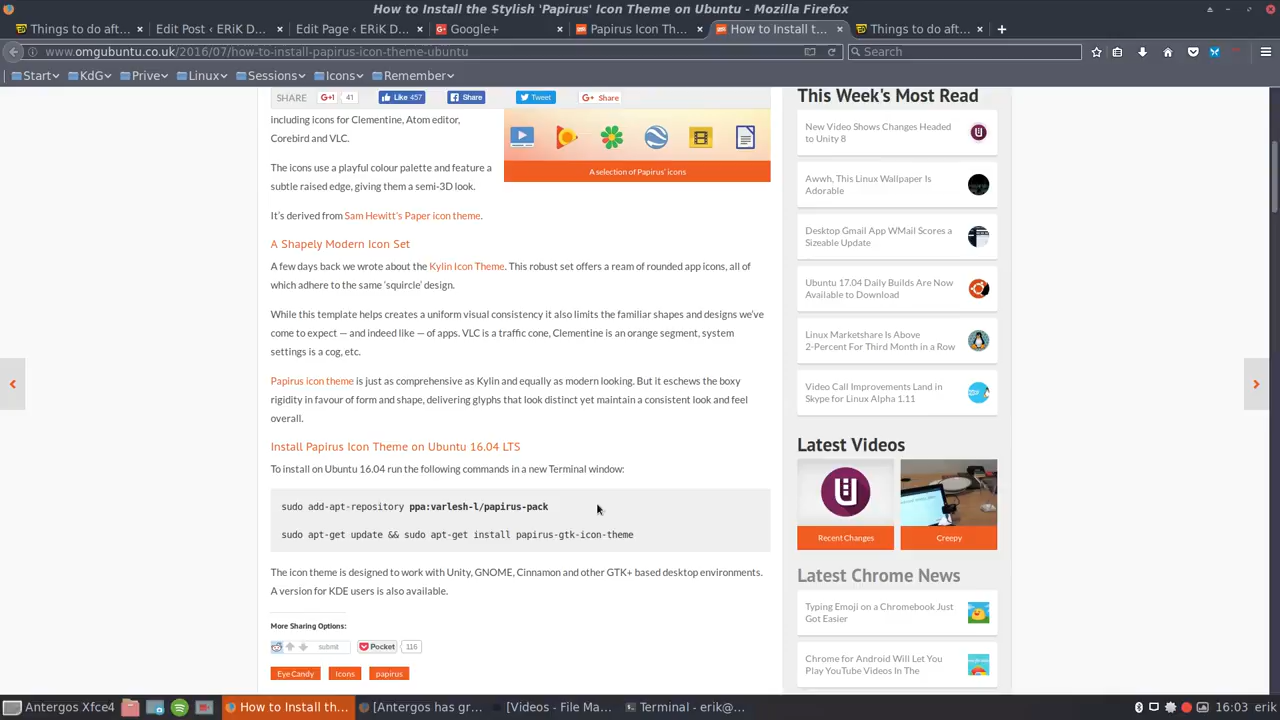 How to Install the Stylish 'Papirus' Icon Theme on Ubuntu - Mozilla Firefox
Things to do aft...
Edit Post ‹ ERiK D...
Edit Page ‹ ERiK D...
Google+
Papirus Icon Th...
How to Install t...
Things to do aft...
www.omgubuntu.co.uk/2016/07/how-to-install-papirus-icon-theme-ubuntu
Search
Start
KdG
Prive
Linux
Sessions
Icons
Remember
SHARE
G+1
41
Like 457
Share
Tweet
Share
including icons for Clementine, Atom editor,
Corebird and VLC.
The icons use a playful colour palette and feature a
subtle raised edge, giving them a semi-3D look.
A selection of Papirus' icons
It's derived from Sam Hewitt's Paper icon theme.
A Shapely Modern Icon Set
A few days back we wrote about the Kylin Icon Theme. This robust set offers a ream of rounded app icons, all of
which adhere to the same 'squircle' design.
While this template helps creates a uniform visual consistency it also limits the familiar shapes and designs we've
come to expect — and indeed like — of apps. VLC is a traffic cone, Clementine is an orange segment, system
settings is a cog, etc.
Papirus icon theme is just as comprehensive as Kylin and equally as modern looking. But it eschews the boxy
rigidity in favour of form and shape, delivering glyphs that look distinct yet maintain a consistent look and feel
overall.
Install Papirus Icon Theme on Ubuntu 16.04 LTS
To install on Ubuntu 16.04 run the following commands in a new Terminal window:
sudo add-apt-repository ppa:varlesh-l/papirus-pack
sudo apt-get update && sudo apt-get install papirus-gtk-icon-theme
The icon theme is designed to work with Unity, GNOME, Cinnamon and other GTK+ based desktop environments.
A version for KDE users is also available.
More Sharing Options:
submit
Pocket
116
Eye Candy
Icons
papirus
This Week's Most Read
New Video Shows Changes Headed
to Unity 8
Awwh, This Linux Wallpaper Is
Adorable
Desktop Gmail App WMail Scores a
Sizeable Update
Ubuntu 17.04 Daily Builds Are Now
Available to Download
Linux Marketshare Is Above
2-Percent For Third Month in a Row
Video Call Improvements Land in
Skype for Linux Alpha 1.11
Latest Videos
Recent Changes
Creepy
Latest Chrome News
Typing Emoji on a Chromebook Just
Got Easier
Chrome for Android Will Let You
Play YouTube Videos In The
Antergos Xfce4
How to Install th...
[Antergos has gr...
[Videos - File Ma...
Terminal - erik@...
16:03 erik